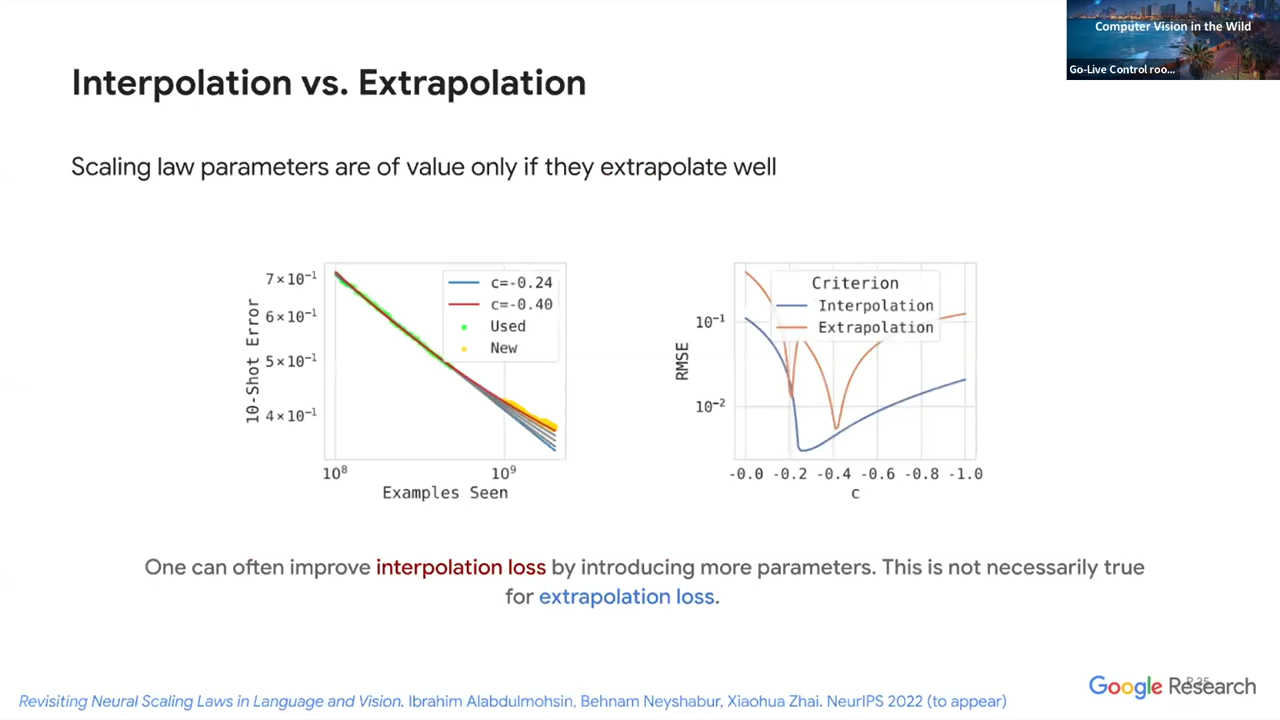 Computer Vision in the Wild
Go-Live Control roo...
Interpolation vs. Extrapolation
Scaling law parameters are of value only if they extrapolate well
10-Shot Error
7×10⁻¹
6×10⁻¹
5×10⁻¹
4×10⁻¹
c=-0.24
c=-0.40
Used
New
10⁸
10⁹
Examples Seen
RMSE
10⁻¹
10⁻²
Criterion
Interpolation
Extrapolation
-0.0 -0.2 -0.4 -0.6 -0.8 -1.0
c
One can often improve interpolation loss by introducing more parameters. This is not necessarily true
for extrapolation loss.
Google Research
Revisiting Neural Scaling Laws in Language and Vision. Ibrahim Alabdulmohsin, Behnam Neyshabur, Xiaohua Zhai. NeurIPS 2022 (to appear)